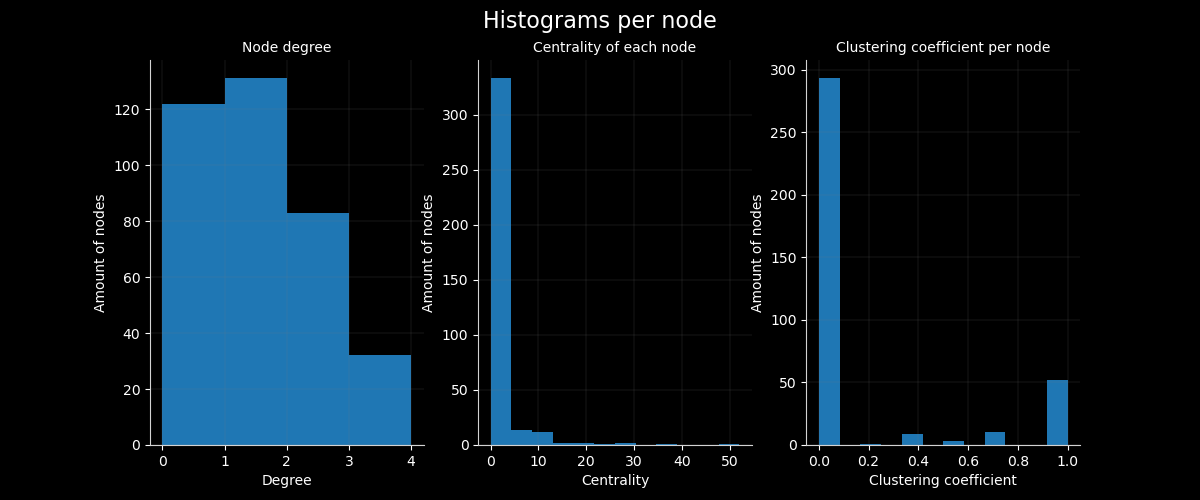 Histograms per node
Node degree
Amount of nodes
0
20
40
60
80
100
120
0 1 2 3 4
Degree
Centrality of each node
Amount of nodes
0
50
100
150
200
250
300
0 10 20 30 40 50
Centrality
Clustering coefficient per node
Amount of nodes
0
50
100
150
200
250
300
0.0 0.2 0.4 0.6 0.8 1.0
Clustering coefficient